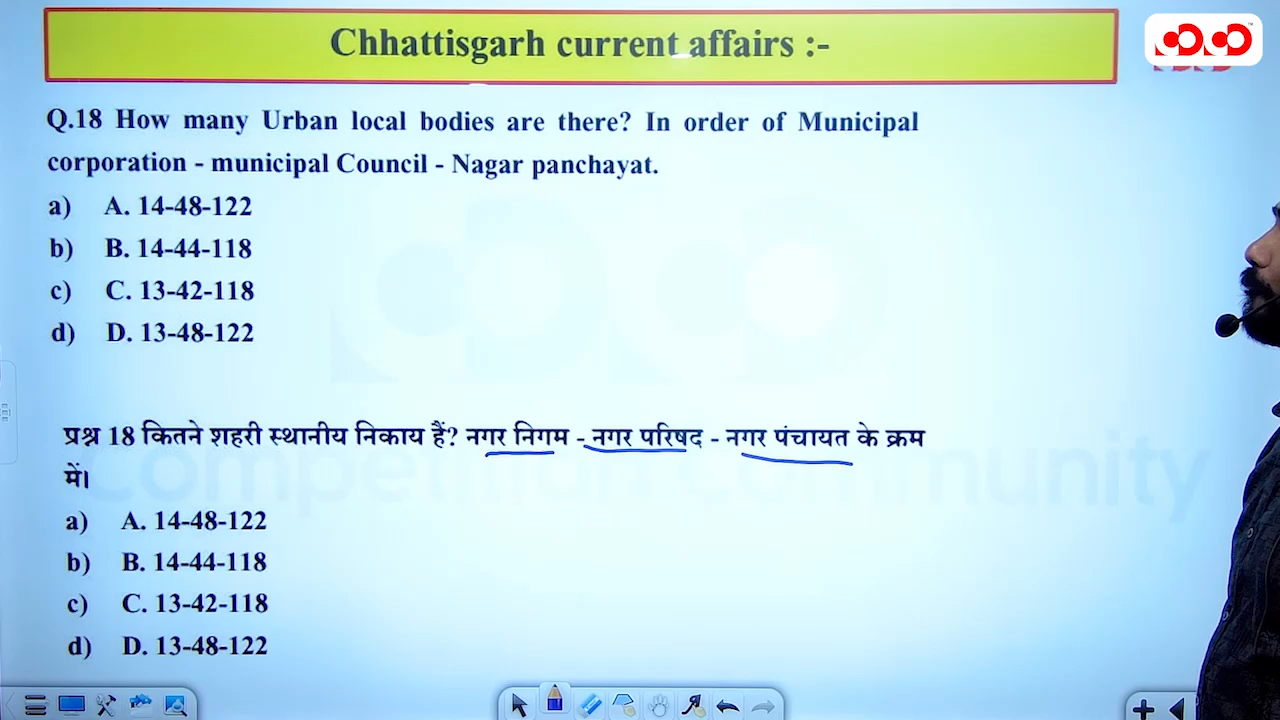 Chhattisgarh current affairs :-
Q.18 How many Urban local bodies are there? In order of Municipal
corporation - municipal Council - Nagar panchayat.
a) A. 14-48-122
b) B. 14-44-118
c) C. 13-42-118
d) D. 13-48-122
प्रश्न 18 कितने शहरी स्थानीय निकाय हैं? नगर निगम - नगर परिषद - नगर पंचायत के क्रम
में।
Competition Community
a) A. 14-48-122
b) B. 14-44-118
c) C. 13-42-118
d) D. 13-48-122